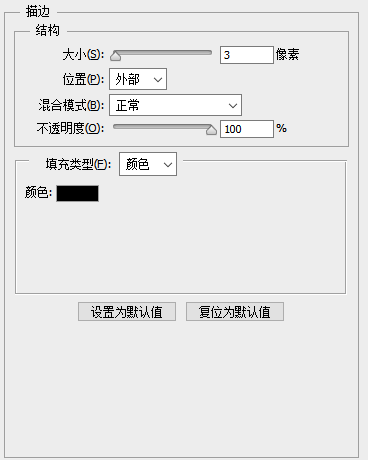 描边
结构
大小(S): 3 像素
位置(P): 外部
混合模式(B): 正常
不透明度(O): 100 %
填充类型(F): 颜色
颜色:
设置为默认值 复位为默认值